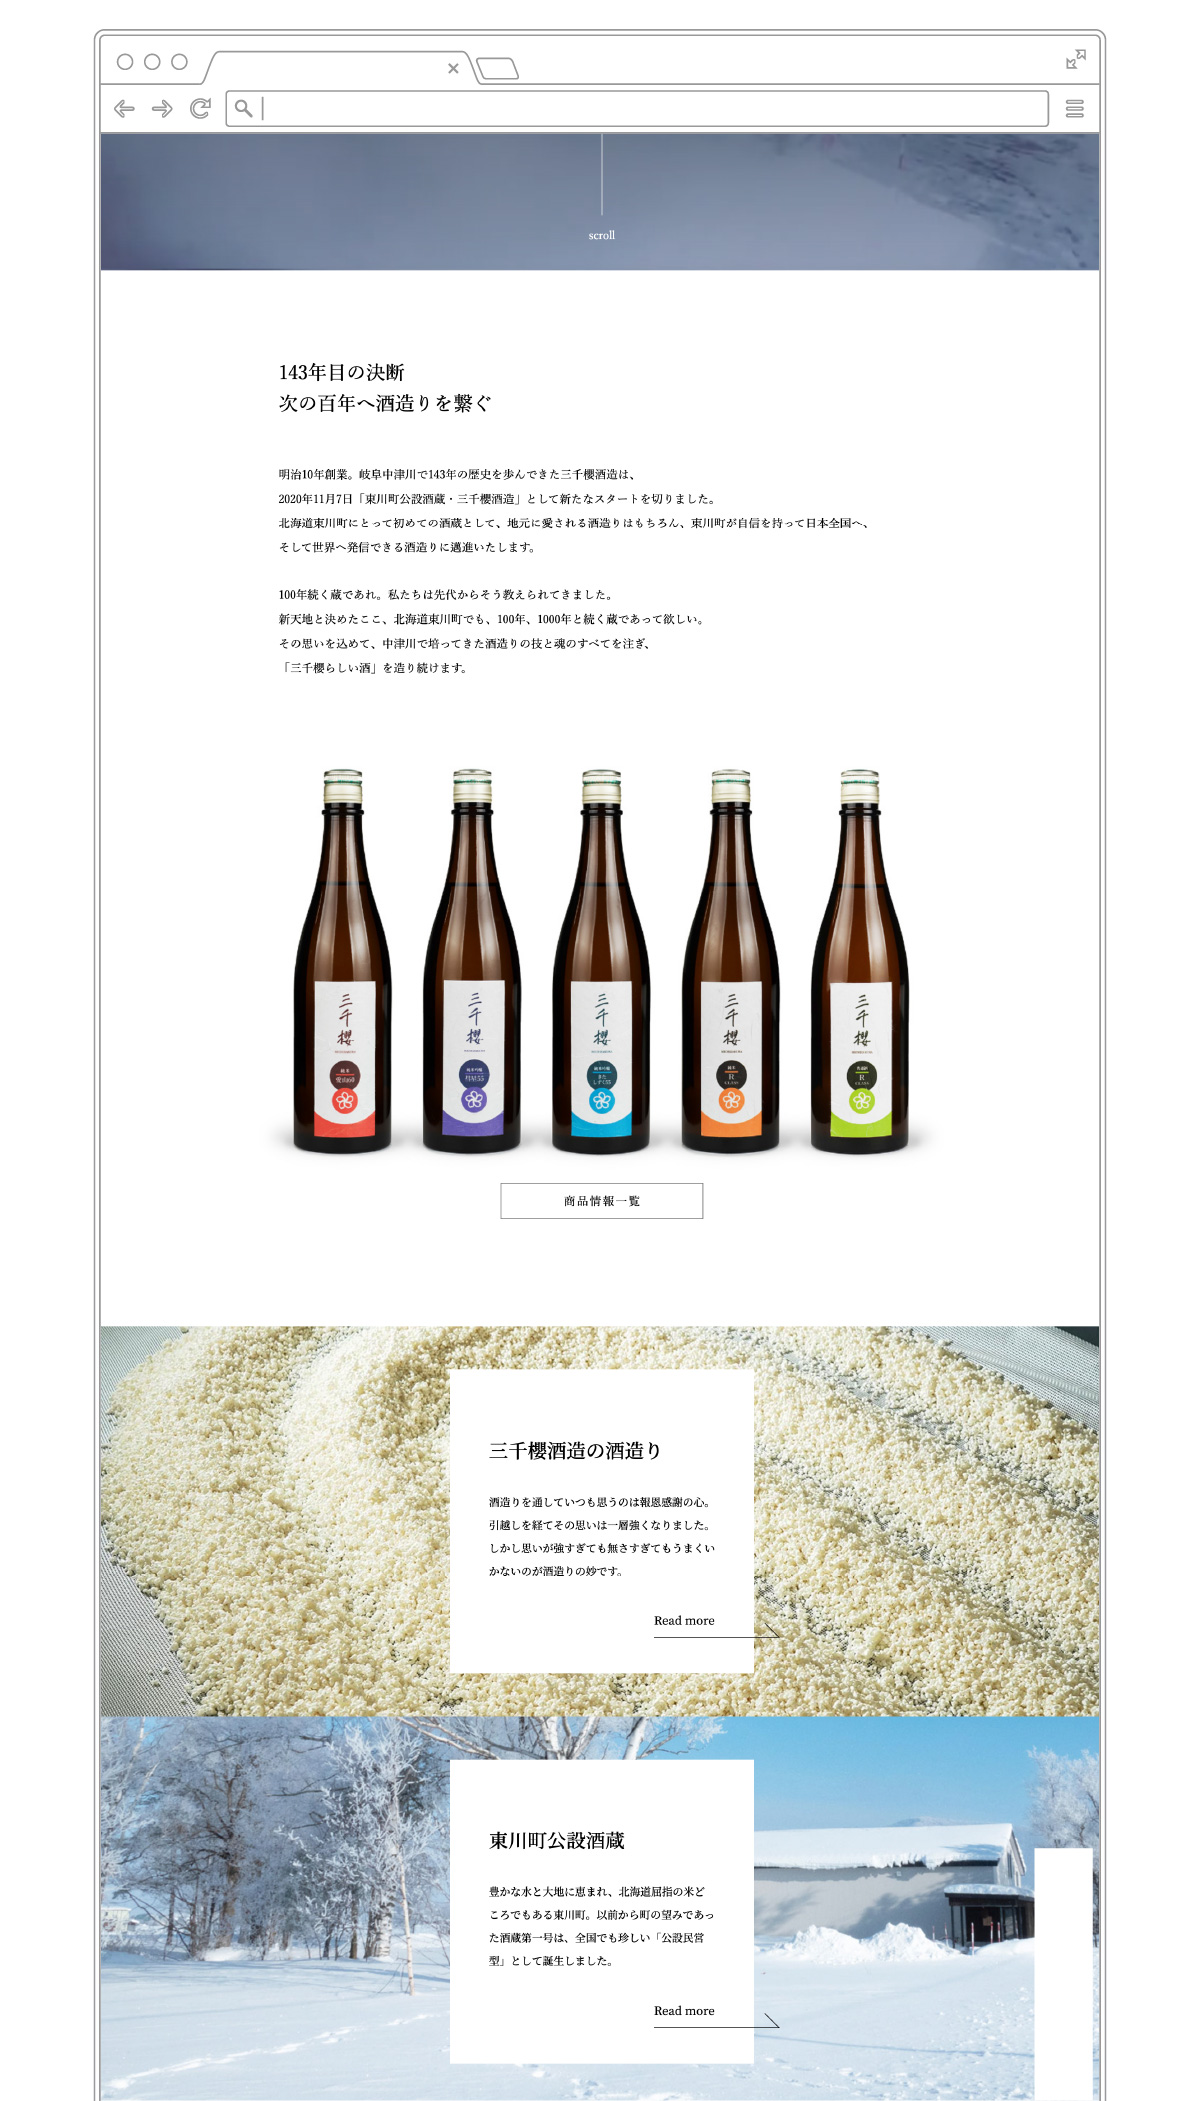 scroll
143年目の決断
次の百年へ酒造りを繋ぐ
明治10年創業。岐阜中津川で143年の歴史を歩んできた三千櫻酒造は、
2020年11月7日「東川町公設酒蔵・三千櫻酒造」として新たなスタートを切りました。
北海道東川町にとって初めての酒蔵として、地元に愛される酒造りはもちろん、東川町が自信を持って日本全国へ、
そして世界へ発信できる酒造りに邁進いたします。
100年続く蔵であれ。私たちは先代からそう教えられてきました。
新天地と決めたここ、北海道東川町でも、100年、1000年と続く蔵であって欲しい。
その思いを込めて、中津川で培ってきた酒造りの技と魂のすべてを注ぎ、
「三千櫻らしい酒」を造り続けます。
三千櫻
純米
愛山60
三千櫻
純米吟醸
三千櫻
純米吟醸
三千櫻
純米
R
三千櫻
R
商品情報一覧
三千櫻酒造の酒造り
酒造りを通していつも思うのは報恩感謝の心。
引越しを経てその思いは一層強くなりました。
しかし思いが強すぎても無さすぎてもうまくい
かないのが酒造りの妙です。
Read more
東川町公設酒蔵
豊かな水と大地に恵まれ、北海道屈指の米ど
ころでもある東川町。以前から町の望みであっ
た酒蔵第一号は、全国でも珍しい「公設民営
型」として誕生しました。
Read more